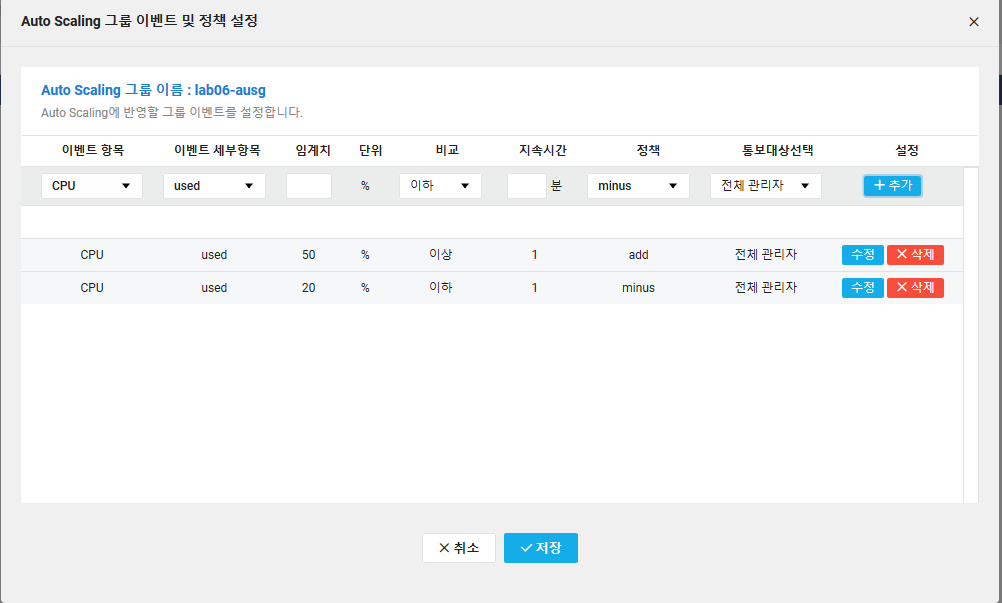 Auto Scaling 그룹 이벤트 및 정책 설정
Auto Scaling 그룹 이름 : lab06-ausg
Auto Scaling에 반영할 그룹 이벤트를 설정합니다.
이벤트 항목 이벤트 세부항목 임계치 단위 비교 지속시간 정책 통보대상선택 설정
CPU used % 이하 분 minus 전체 관리자 + 추가
CPU used 50 % 이상 1 add 전체 관리자 수정 × 삭제
CPU used 20 % 이하 1 minus 전체 관리자 수정 × 삭제
× 취소 ✓ 저장